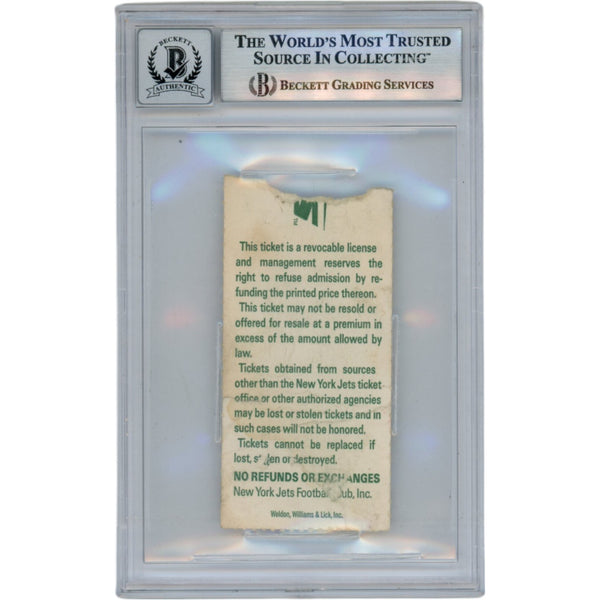 BECKETT
B
AUTHENTIC
THE WORLD'S MOST TRUSTED
SOURCE IN COLLECTING™
B BECKETT GRADING SERVICES
This ticket is a revocable license
and management reserves the
right to refuse admission by re-
funding the printed price thereon.
This ticket may not be resold or
offered for resale at a premium in
excess of the amount allowed by
law.
Tickets obtained from sources
other than the New York Jets ticket
office or other authorized agencies
may be lost or stolen tickets and in
such cases will not be honored.
Tickets cannot be replaced if
lost, st len or destroyed.
NO REFUNDS OR EXCHANGES
New York Jets Footba ub, Inc.
Weldon, Williams & Lick, Inc.